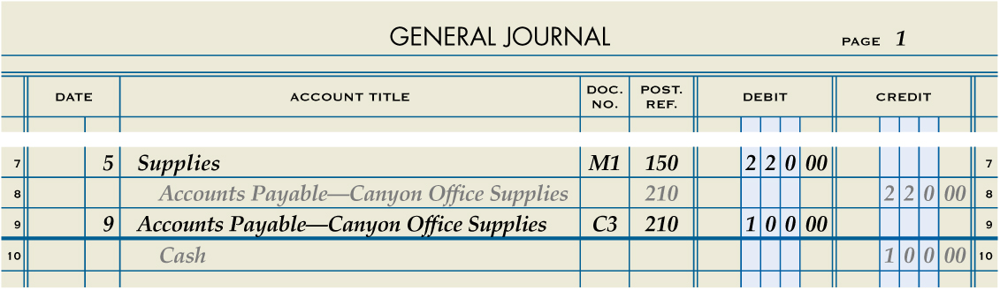 GENERAL JOURNAL PAGE 1
DATE ACCOUNT TITLE DOC. NO. POST. REF. DEBIT CREDIT
7 5 Supplies M1 150 220 00 7
8 Accounts Payable—Canyon Office Supplies 210 220 00 8
9 9 Accounts Payable—Canyon Office Supplies C3 210 100 00 9
10 Cash 100 00 10